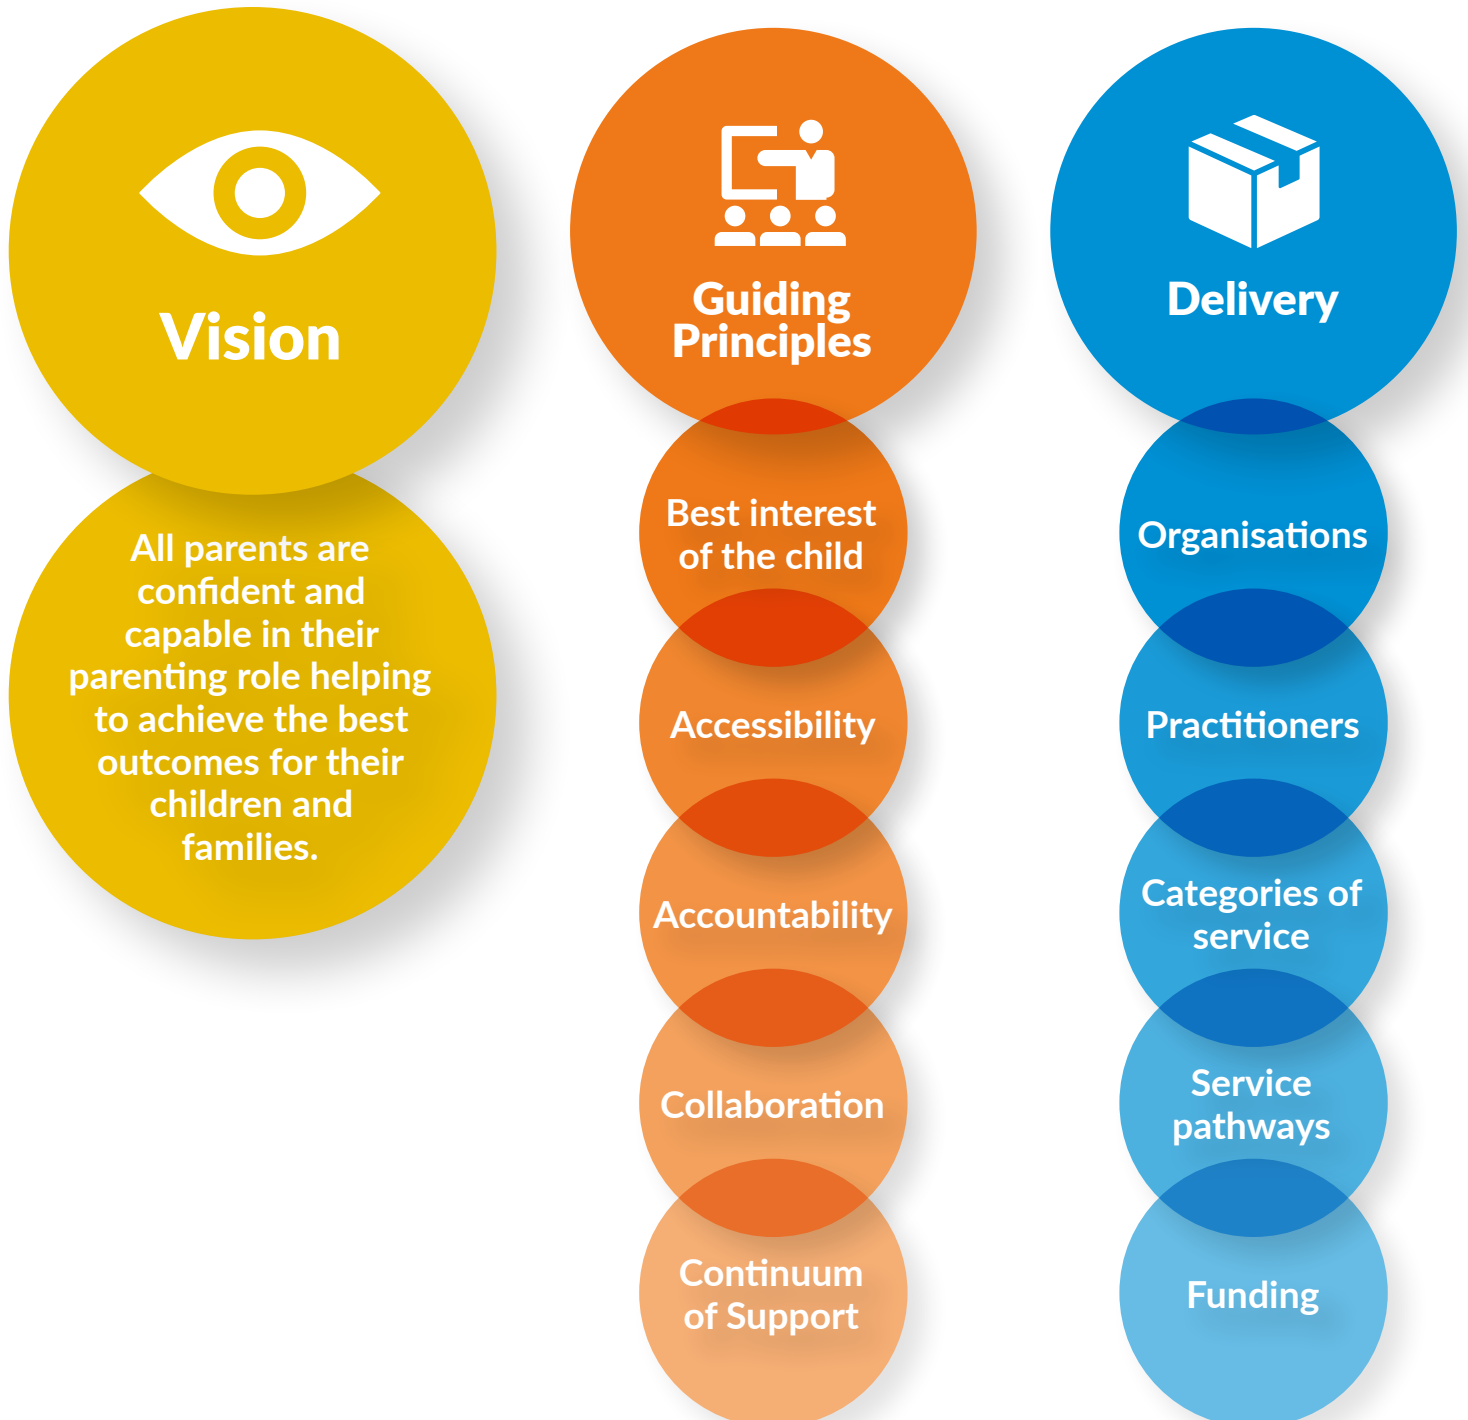 Vision
All parents are
confident and
capable in their
parenting role helping
to achieve the best
outcomes for their
children and
families.
Guiding
Principles
Best interest
of the child
Accessibility
Accountability
Collaboration
Continuum
of Support
Delivery
Organisations
Practitioners
Categories of
service
Service
pathways
Funding